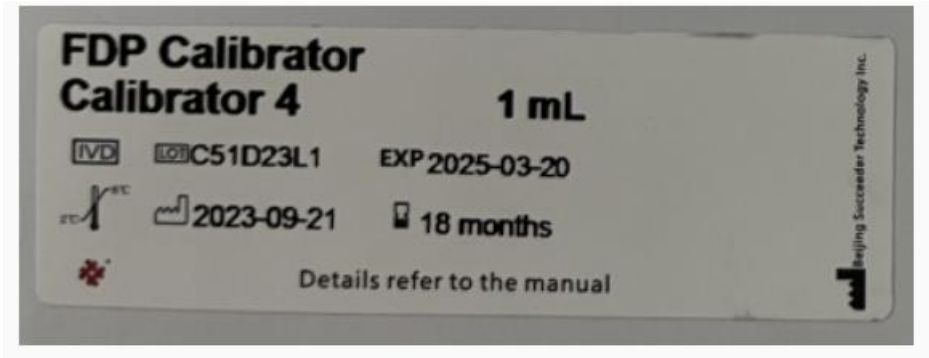 FDP Calibrator
Calibrator 4 1 mL
IVD LOT C51D23L1 EXP 2025-03-20
2°C 8°C 2023-09-21 18 months
Details refer to the manual
Beijing Succeeder Technology Inc.